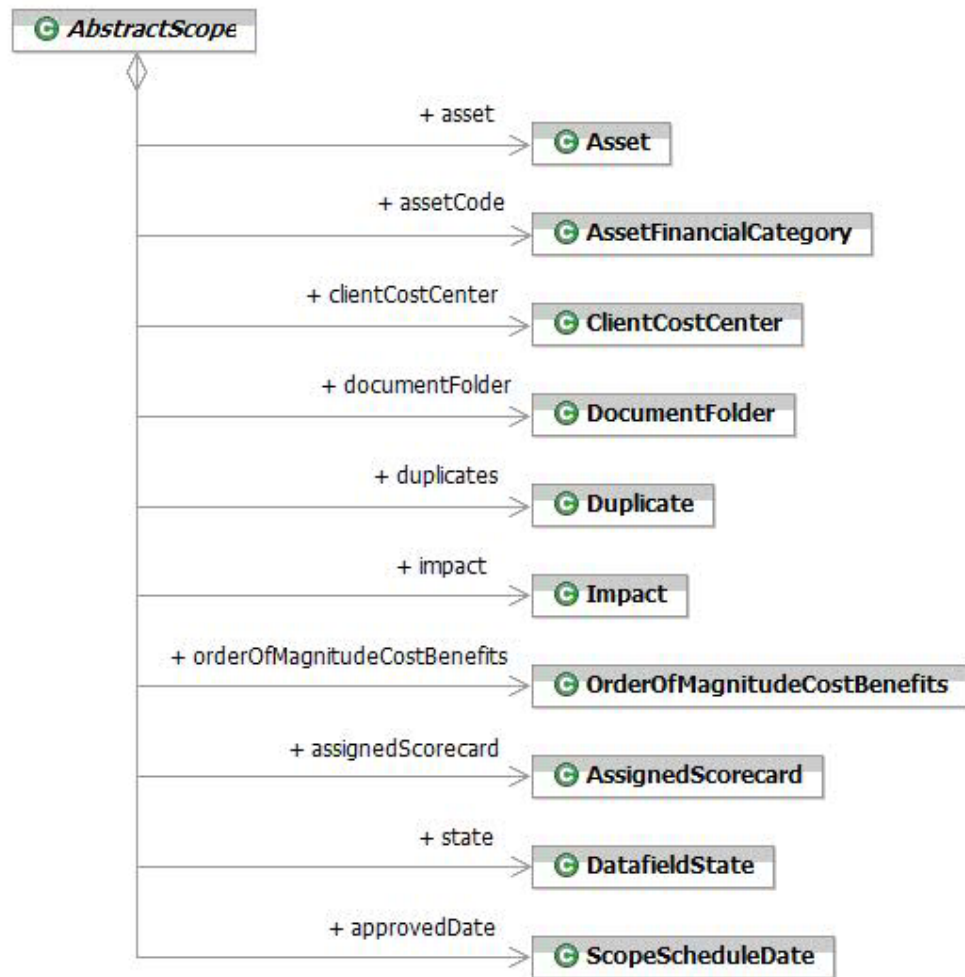 C AbstractScope
+ asset
C Asset
+ assetCode
C AssetFinancialCategory
+ clientCostCenter
C ClientCostCenter
+ documentFolder
C DocumentFolder
+ duplicates
C Duplicate
+ impact
C Impact
+ orderOfMagnitudeCostBenefits
C OrderOfMagnitudeCostBenefits
+ assignedScorecard
C AssignedScorecard
+ state
C DatafieldState
+ approvedDate
C ScopeScheduleDate